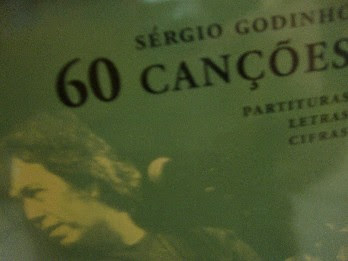 SÉRGIO GODINHO
60 CANÇÕES
PARTITURAS
LETRAS
CIFRAS